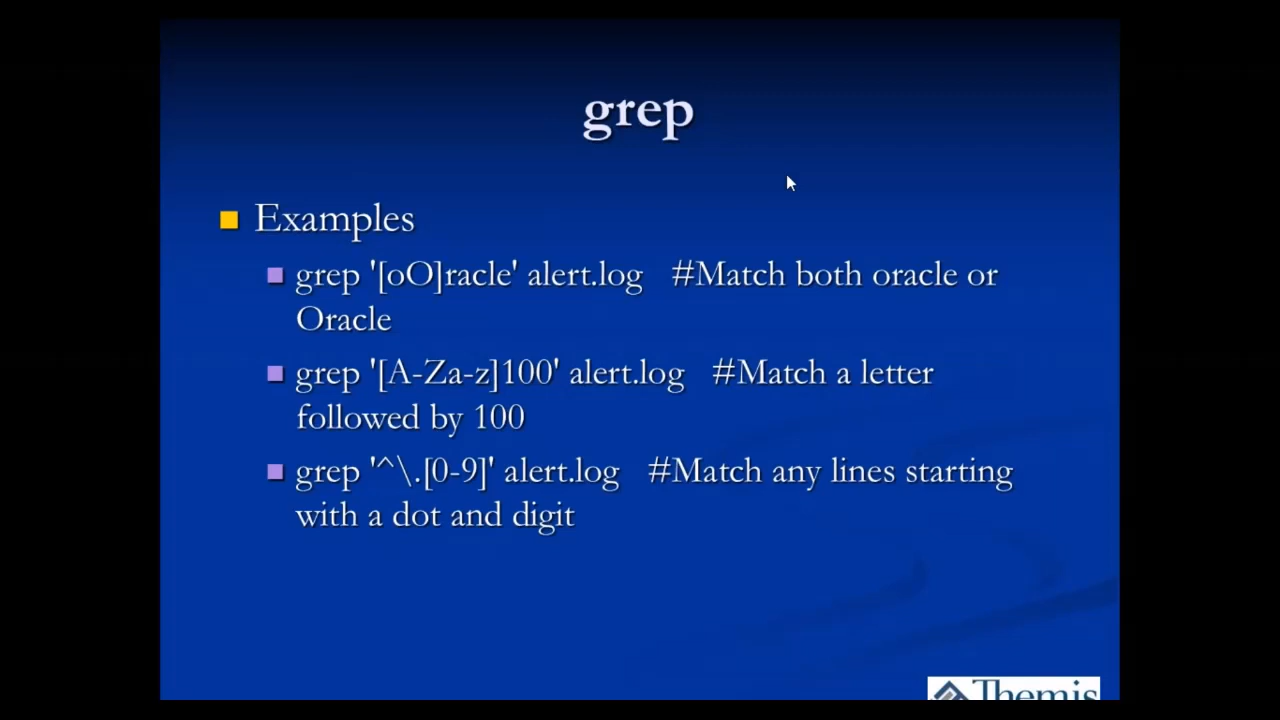 grep
Examples
grep '[oO]racle' alert.log #Match both oracle or
Oracle
grep '[A-Za-z]100' alert.log #Match a letter
followed by 100
grep '^\.[0-9]' alert.log #Match any lines starting
with a dot and digit
Themis